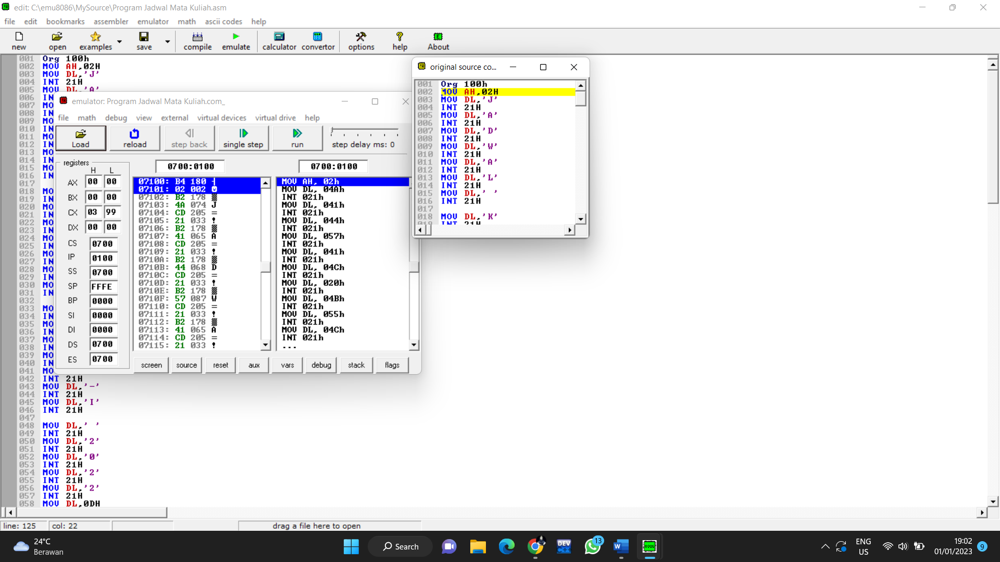 edit: C:\emu8086\MySource\Program Jadwal Mata Kuliah.asm
file edit bookmarks assembler emulator math ascii codes help
new open examples save compile emulate calculator convertor options help About
001 Org 100h
002 MOV AH,02H
003 MOV DL,'J'
004 INT 21H
005 MOV DL,'A'
006 IN
007 MO
008 IN
009 MO
010 IN
011 MO
012 IN
013 MO
014 IN
015 MO
016 IN
017
018 MO
019 IN
020 MO
021 IN
022 MO
023 IN
024 MO
025 IN
026 MO
027 IN
028 MO
029 IN
030 MO
031 IN
032
033 MO
034 IN
035 MO
036 IN
037 MO
038 IN
039 MO
040 IN
041 MO
042 INT 21H
043 MOV DL,'-'
044 INT 21H
045 MOV DL,'I'
046 INT 21H
047
048 MOV DL,' '
049 INT 21H
050 MOV DL,'2'
051 INT 21H
052 MOV DL,'0'
053 INT 21H
054 MOV DL,'2'
055 INT 21H
056 MOV DL,'2'
057 INT 21H
058 MOV DL,0DH
emulator: Program Jadwal Mata Kuliah.com_
file math debug view external virtual devices virtual drive help
Load reload step back single step run step delay ms: 0
registers
H L
AX 00 00
BX 00 00
CX 03 99
DX 00 00
CS 0700
IP 0100
SS 0700
SP FFFE
BP 0000
SI 0000
DI 0000
DS 0700
ES 0700
0700:0100
07100: B4 180 ┤
07101: 02 002 ☻
07102: B2 178 ▓
07103: 4A 074 J
07104: CD 205 =
07105: 21 033 !
07106: B2 178 ▓
07107: 41 065 A
07108: CD 205 =
07109: 21 033 !
0710A: B2 178 ▓
0710B: 44 068 D
0710C: CD 205 =
0710D: 21 033 !
0710E: B2 178 ▓
0710F: 57 087 W
07110: CD 205 =
07111: 21 033 !
07112: B2 178 ▓
07113: 41 065 A
07114: CD 205 =
07115: 21 033 !
0700:0100
MOV AH, 02h
MOV DL, 04Ah
INT 021h
MOV DL, 041h
INT 021h
MOV DL, 044h
INT 021h
MOV DL, 057h
INT 021h
MOV DL, 041h
INT 021h
MOV DL, 04Ch
INT 021h
MOV DL, 020h
INT 021h
MOV DL, 04Bh
INT 021h
MOV DL, 055h
INT 021h
MOV DL, 04Ch
INT 021h
...
screen source reset aux vars debug stack flags
original source co...
001 Org 100h
002 MOV AH,02H
003 MOV DL,'J'
004 INT 21H
005 MOV DL,'A'
006 INT 21H
007 MOV DL,'D'
008 INT 21H
009 MOV DL,'W'
010 INT 21H
011 MOV DL,'A'
012 INT 21H
013 MOV DL,'L'
014 INT 21H
015 MOV DL,' '
016 INT 21H
017
018 MOV DL,'K'
019 INT 21H
line: 125 col: 22 drag a file here to open
24°C
Berawan
Search
DEV C++
13
W
8086
ENG
US
19:02
01/01/2023
9